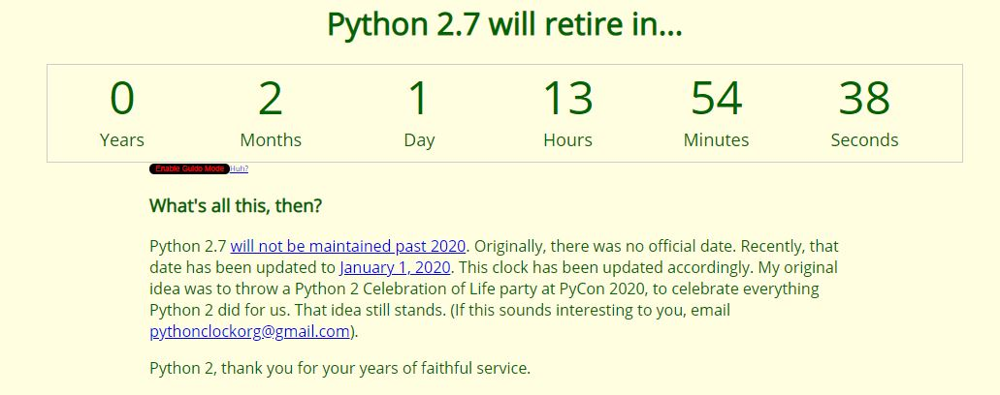 Python 2.7 will retire in...
0 2 1 13 54 38
Years Months Day Hours Minutes Seconds
Enable Guido Mode Huh?
What's all this, then?
Python 2.7 will not be maintained past 2020. Originally, there was no official date. Recently, that
date has been updated to January 1, 2020. This clock has been updated accordingly. My original
idea was to throw a Python 2 Celebration of Life party at PyCon 2020, to celebrate everything
Python 2 did for us. That idea still stands. (If this sounds interesting to you, email
pythonclockorg@gmail.com).
Python 2, thank you for your years of faithful service.